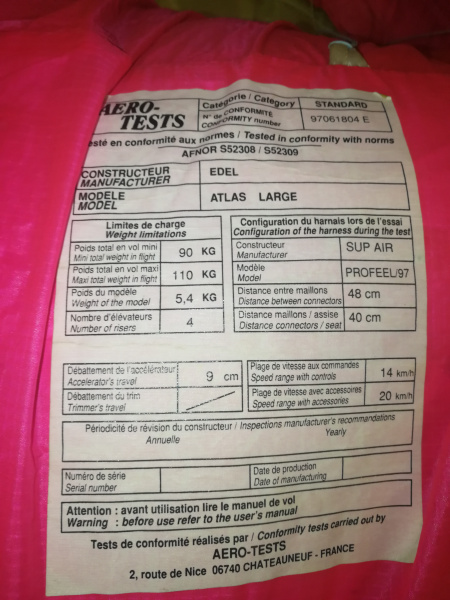 AERO-
TESTS
Catégorie / Category
STANDARD
N° de CONFORMITE
CONFORMITY number
97061804 E
esté en conformité aux normes / Tested in conformity with norms
AFNOR S52308 / S52309
CONSTRUCTEUR
MANUFACTURER
EDEL
MODELE
MODEL
ATLAS LARGE
Limites de charge
Weight limitations
Poids total en vol mini
Mini total weight in flight
90 KG
Poids total en vol maxi
Maxi total weight in flight
110 KG
Poids du modèle
Weight of the model
5,4 KG
Nombre d'élévateurs
Number of risers
4
Configuration du harnais lors de l'essai
Configuration of the harness during the test
Constructeur
Manufacturer
SUP AIR
Modèle
Model
PROFEEL/97
Distance entre maillons
Distance between connectors
48 cm
Distance maillons / assise
Distance connectors / seat
40 cm
Débattement de l'accélérateur
Accelerator's travel
9 cm
Débattement du trim
Trimmer's travel
Plage de vitesse aux commandes
Speed range with controls
14 km/h
Plage de vitesse avec accessoires
Speed range with accessories
20 km/h
Périodicité de révision du constructeur / Inspections manufacturer's recommandations
Annuelle
Yearly
Numéro de série
Serial number
Date de production
Date of manufacturing
Attention : avant utilisation lire le manuel de vol
Warning : before use refer to the user's manual
Tests de conformité réalisés par / Conformity tests carried out by
AERO-TESTS
2, route de Nice 06740 CHATEAUNEUF - FRANCE